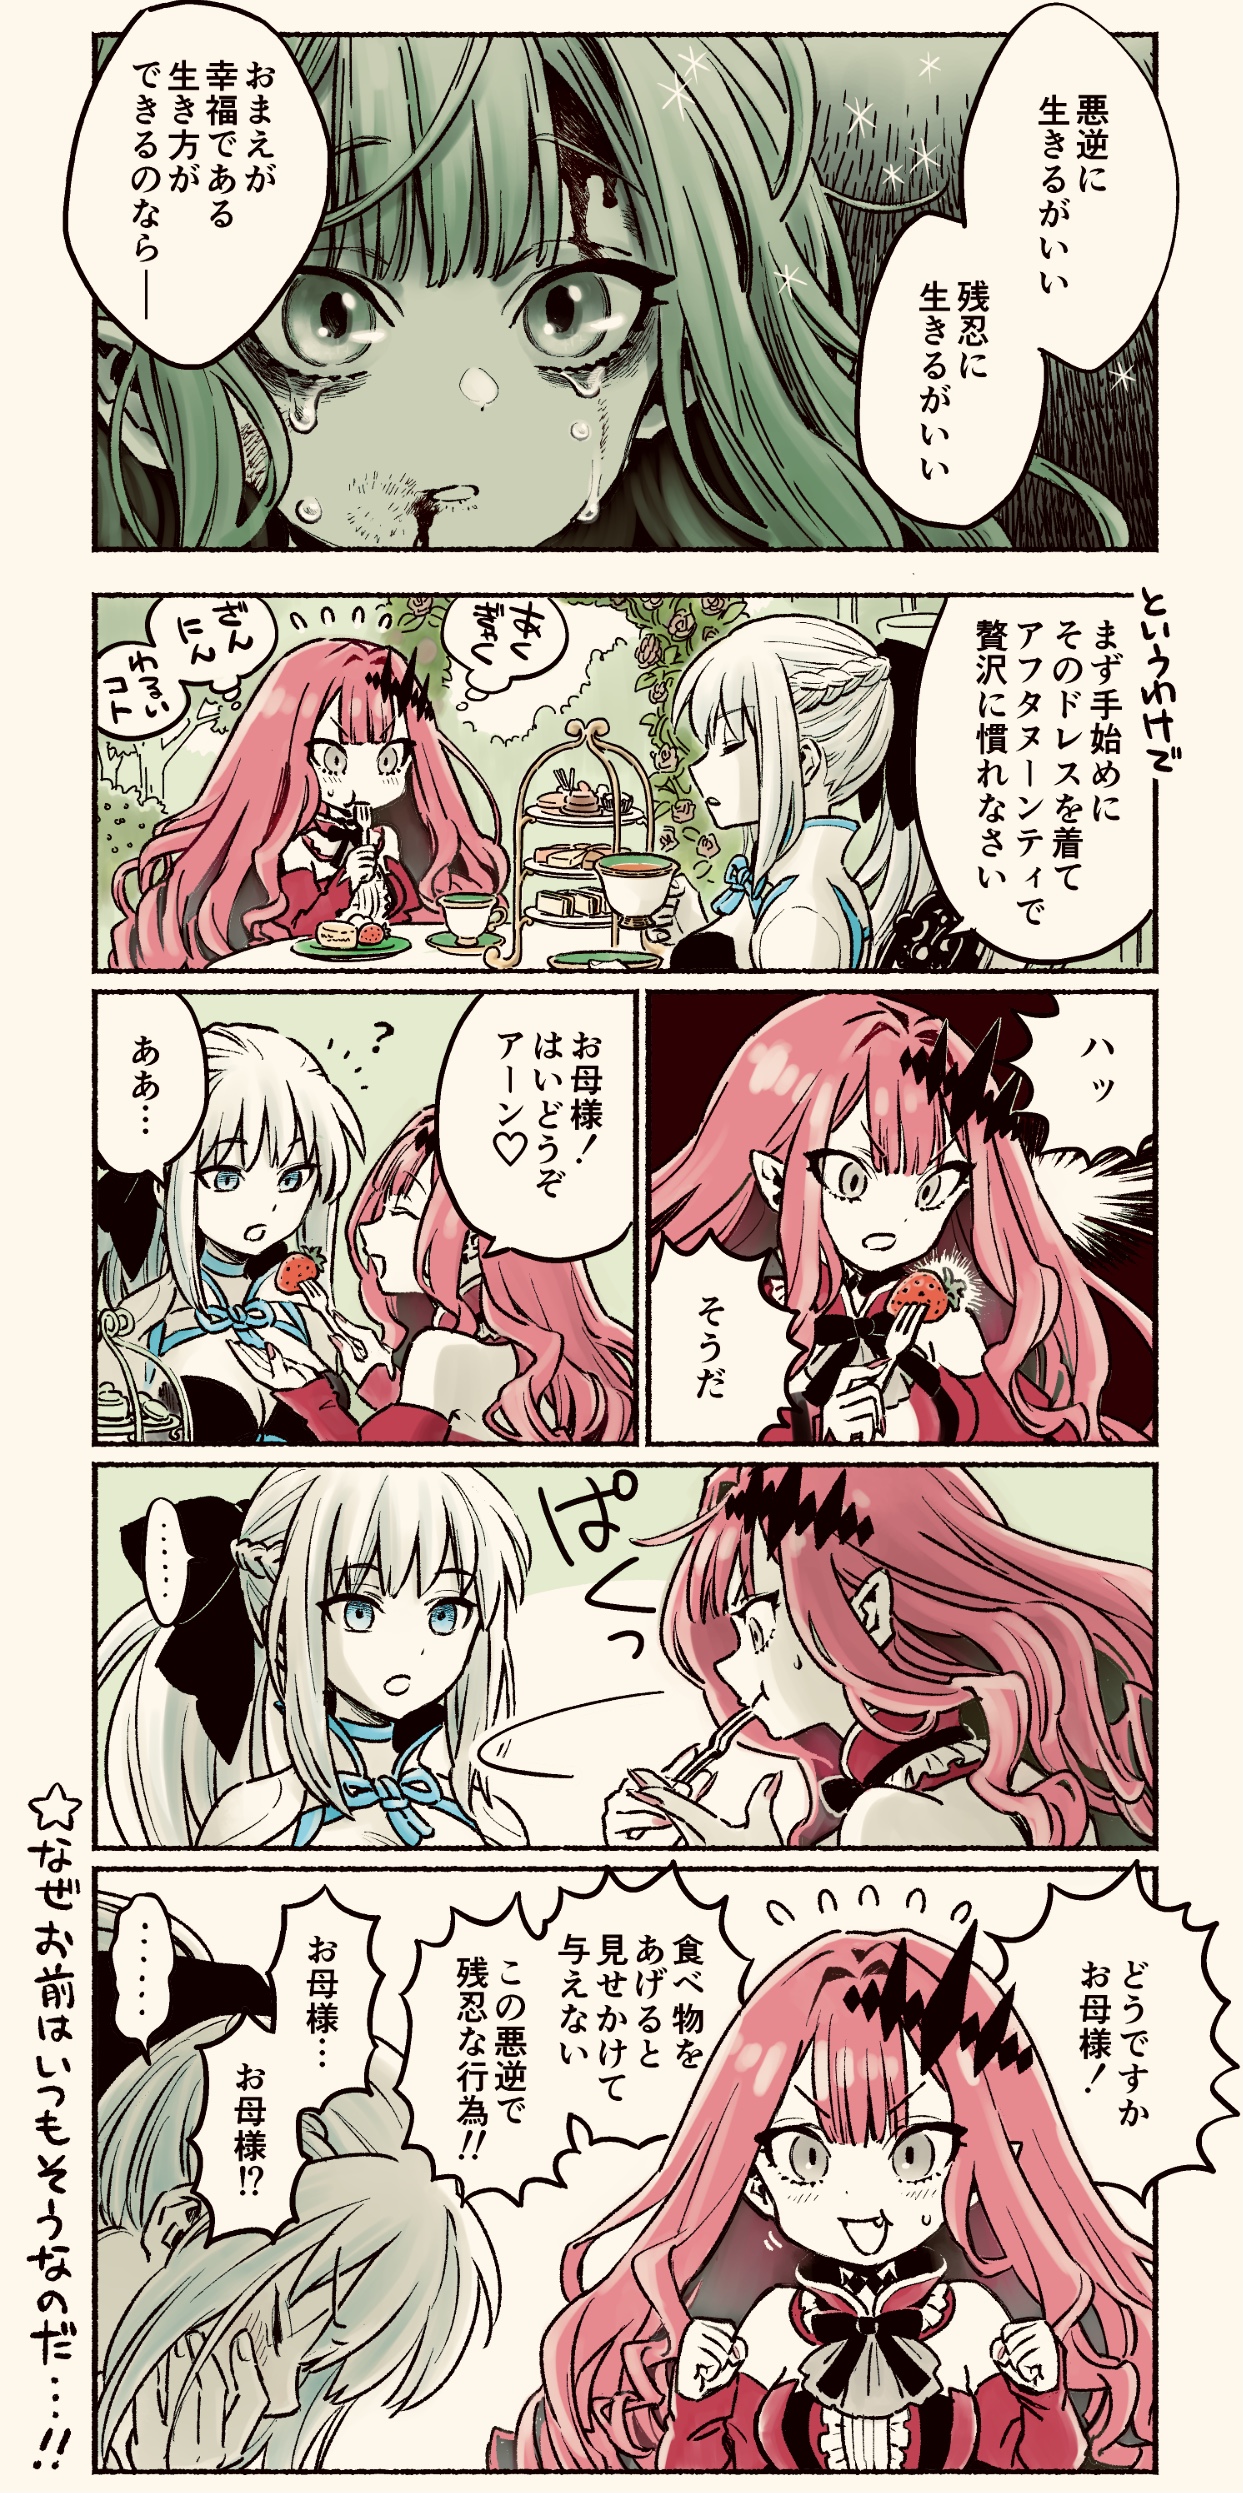 悪逆に
生きるがいい
残忍に
生きるがいい
おまえが
幸福である
生き方が
できるのなら―
というわけで
まず手始めに
そのドレスを着て
アフタヌーンティで
贅沢に慣れなさい
あく
ぎゃく
ざん
にん
わるい
コト
ハッ
そうだ
お母様!
はいどうぞ
アーン♡
?
ああ…
ぱくっ
……
どうですか
お母様!
食べ物を
あげると
見せかけて
与えない
この悪逆で
残忍な行為!!
お母様…
お母様!?
……
☆なぜお前はいつもそうなのだ……!!